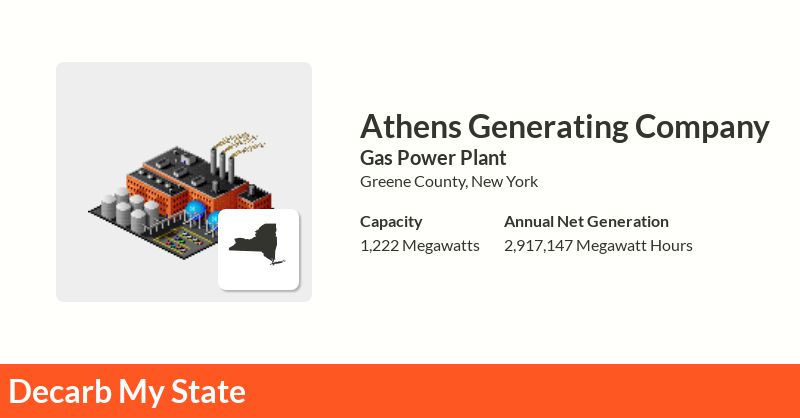 Athens Generating Company
Gas Power Plant
Greene County, New York
Capacity Annual Net Generation
1,222 Megawatts 2,917,147 Megawatt Hours
Decarb My State